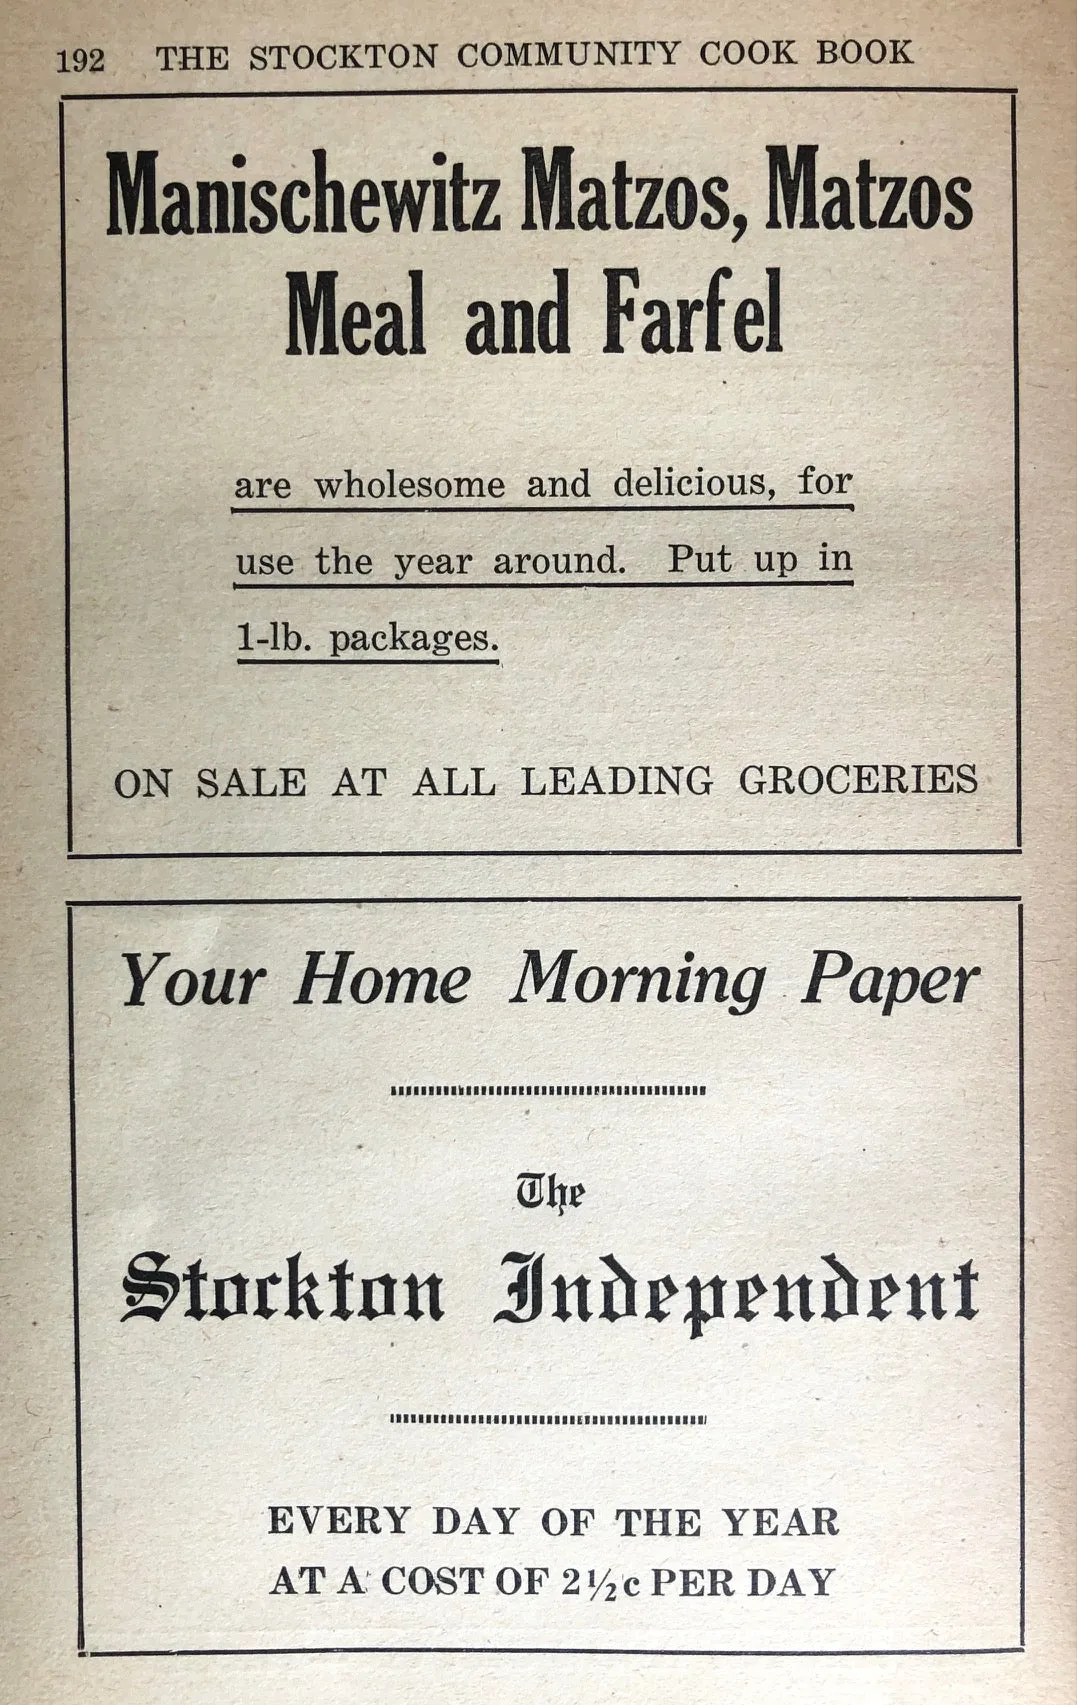 192 THE STOCKTON COMMUNITY COOK BOOK
Manischewitz Matzos, Matzos
Meal and Farfel
are wholesome and delicious, for
use the year around. Put up in
1-lb. packages.
ON SALE AT ALL LEADING GROCERIES
Your Home Morning Paper
The
Stockton Independent
EVERY DAY OF THE YEAR
AT A COST OF 2½c PER DAY